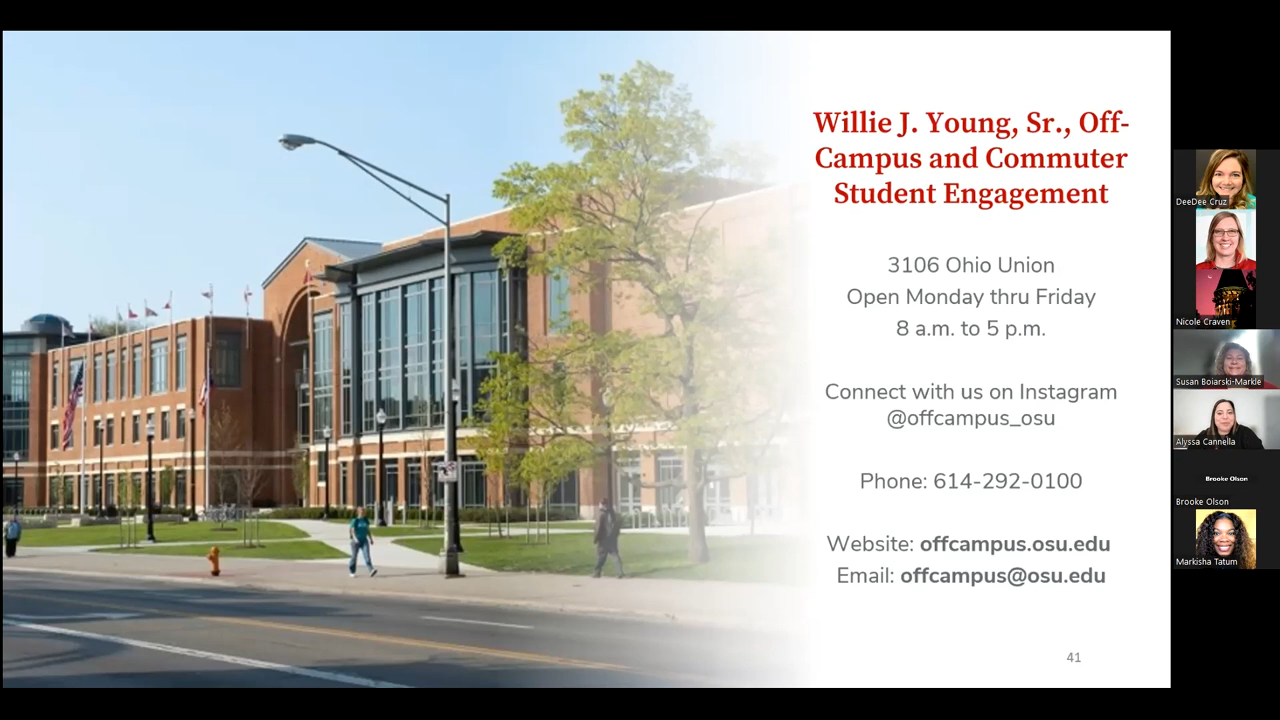 Willie J. Young, Sr., Off-
Campus and Commuter
Student Engagement
3106 Ohio Union
Open Monday thru Friday
8 a.m. to 5 p.m.
Connect with us on Instagram
@offcampus_osu
Phone: 614-292-0100
Website: offcampus.osu.edu
Email: offcampus@osu.edu
41
DeeDee Cruz
Nicole Craven
Susan Boiarski-Markle
Alyssa Cannella
Brooke Olson
Brooke Olson
Markisha Tatum